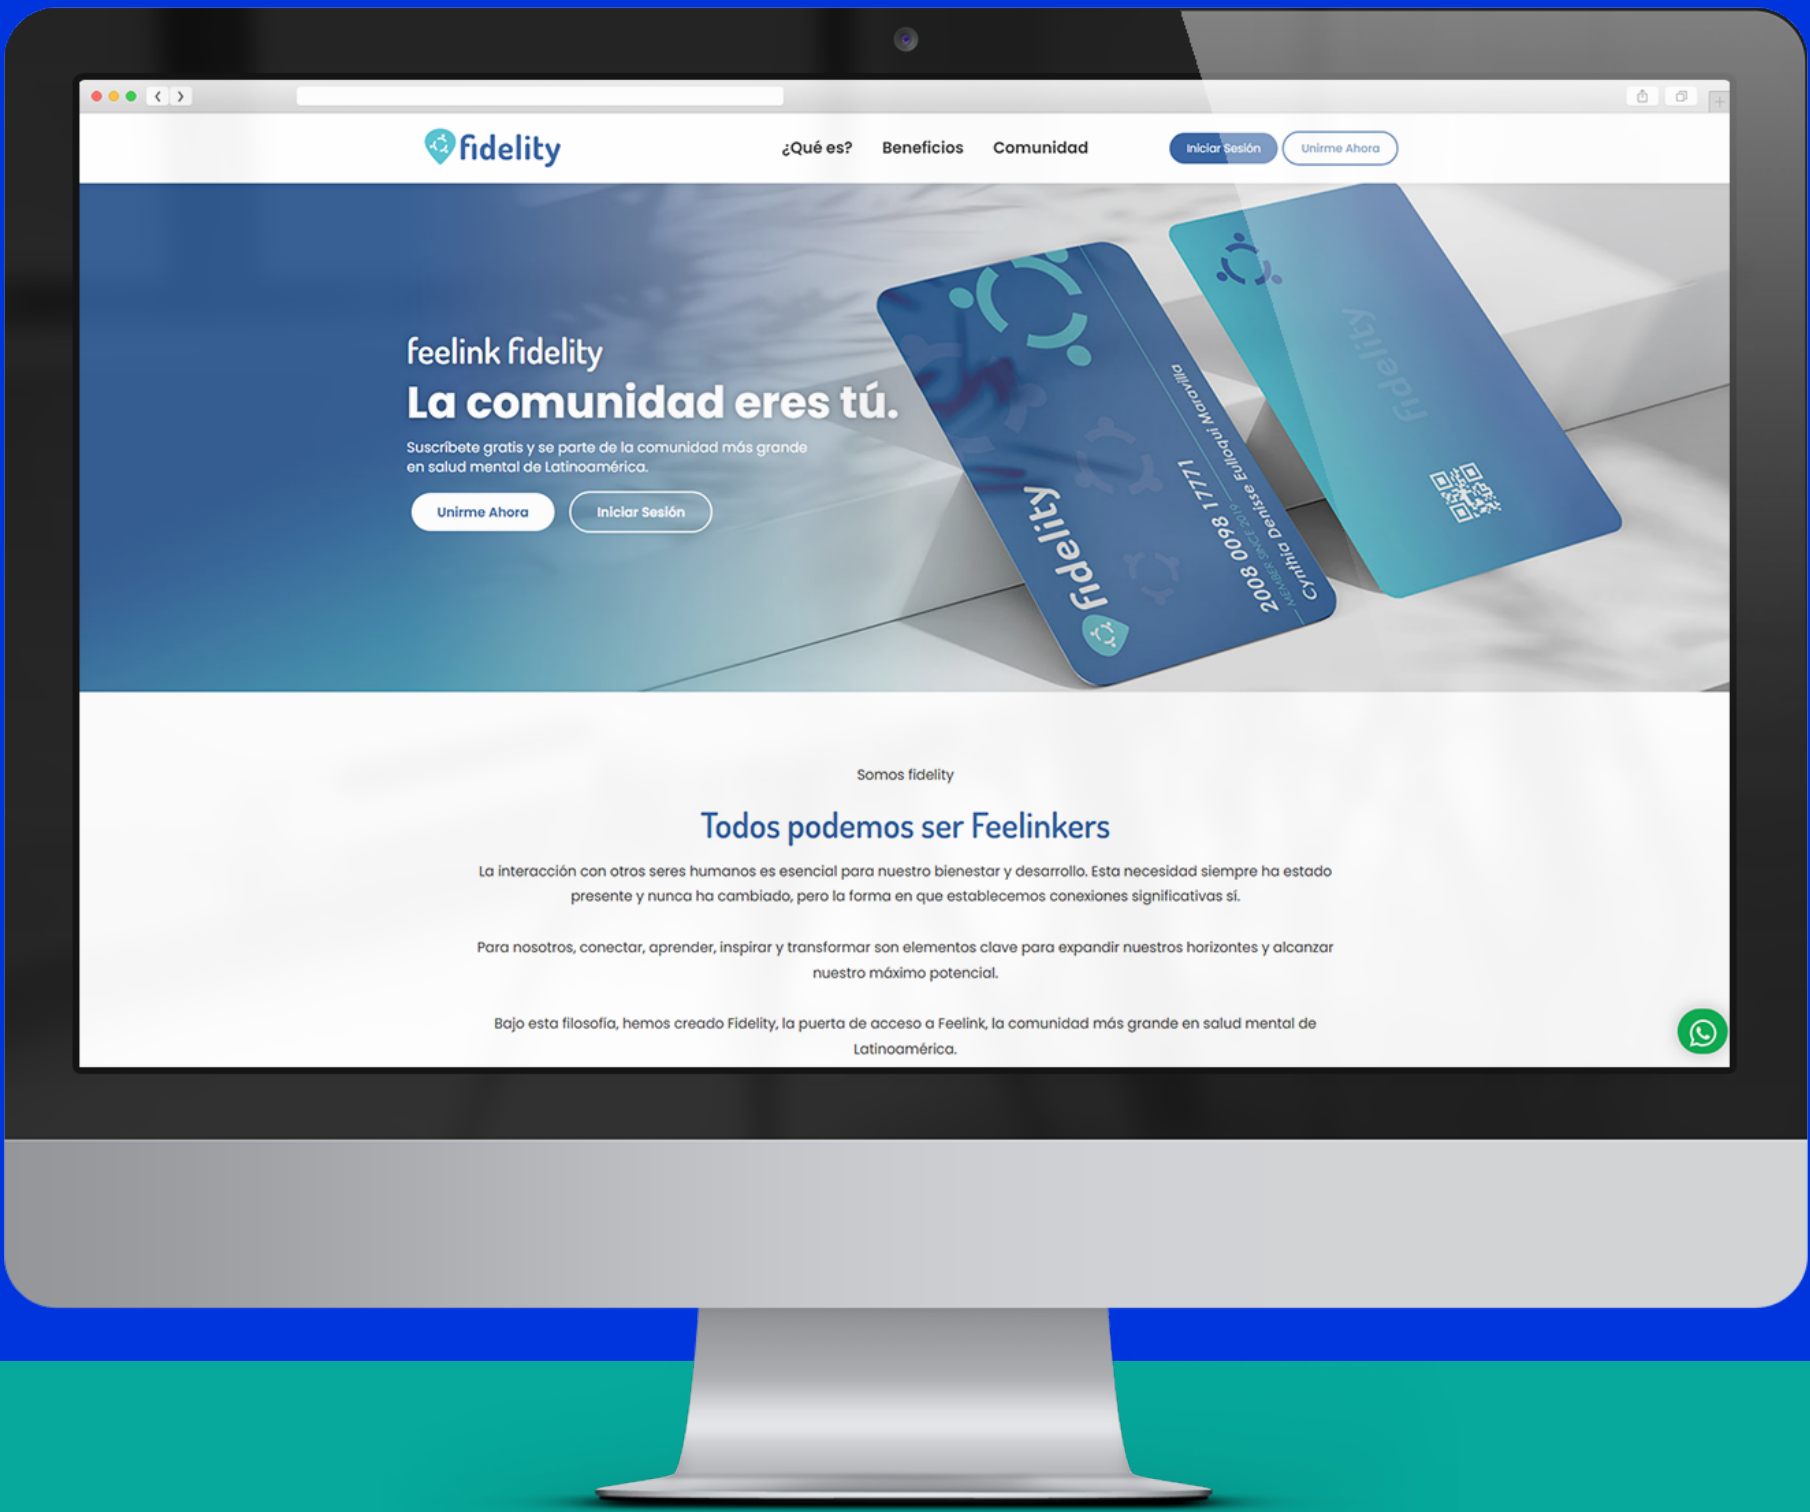 fidelity
¿Qué es? Beneficios Comunidad
Iniciar Sesión Unirme Ahora
feelink fidelity
La comunidad eres tú.
Suscríbete gratis y se parte de la comunidad más grande
en salud mental de Latinoamérica.
Unirme Ahora Iniciar Sesión
fidelity
2008 0098 17771
MEMBER SINCE 2019
Cynthia Denisse Eulloqui Maravilla
fidelity
Somos fidelity
Todos podemos ser Feelinkers
La interacción con otros seres humanos es esencial para nuestro bienestar y desarrollo. Esta necesidad siempre ha estado
presente y nunca ha cambiado, pero la forma en que establecemos conexiones significativas sí.
Para nosotros, conectar, aprender, inspirar y transformar son elementos clave para expandir nuestros horizontes y alcanzar
nuestro máximo potencial.
Bajo esta filosofía, hemos creado Fidelity, la puerta de acceso a Feelink, la comunidad más grande en salud mental de
Latinoamérica.